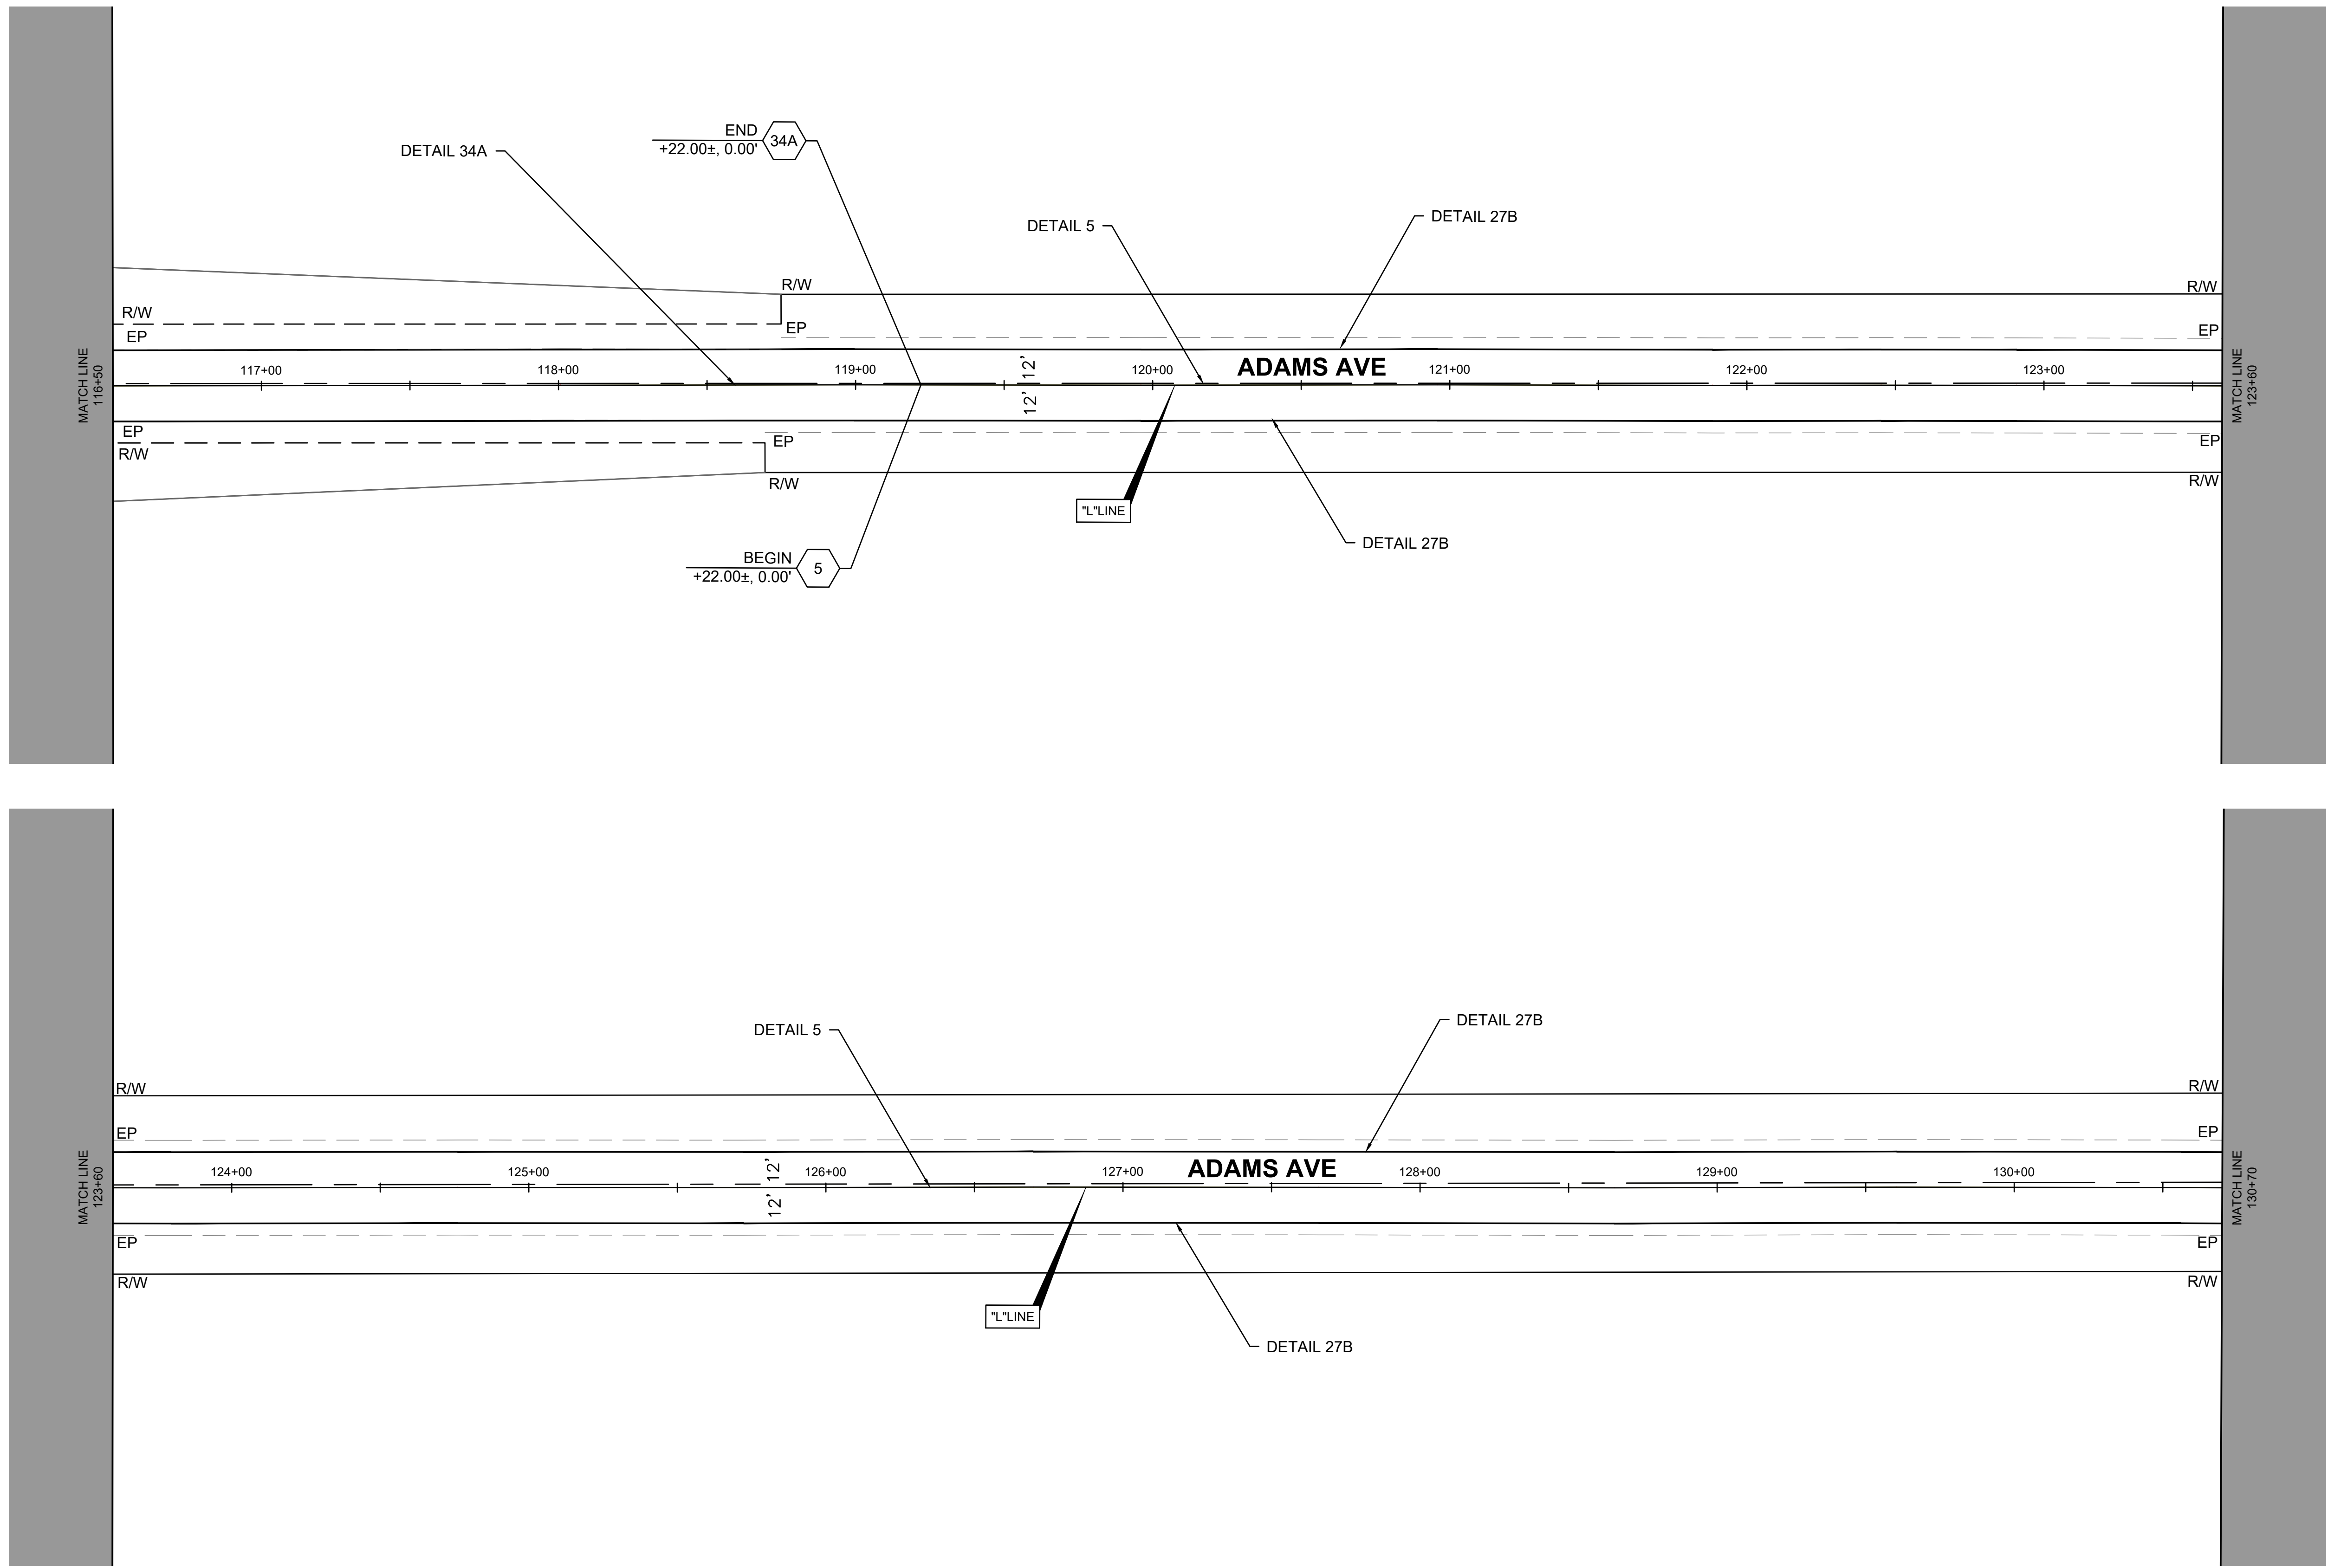 END
+22.00±, 0.00'
34A
DETAIL 34A
DETAIL 5
DETAIL 27B
R/W
R/W
R/W
EP
EP
EP
MATCH LINE
116+50
117+00
118+00
119+00
12'
12'
120+00
ADAMS AVE
121+00
122+00
123+00
MATCH LINE
123+60
EP
R/W
EP
R/W
EP
R/W
"L"LINE
DETAIL 27B
BEGIN
+22.00±, 0.00'
5
DETAIL 5
DETAIL 27B
R/W
R/W
EP
EP
MATCH LINE
123+60
124+00
125+00
12'
12'
126+00
127+00
ADAMS AVE
128+00
129+00
130+00
MATCH LINE
130+70
EP
EP
R/W
R/W
"L"LINE
DETAIL 27B